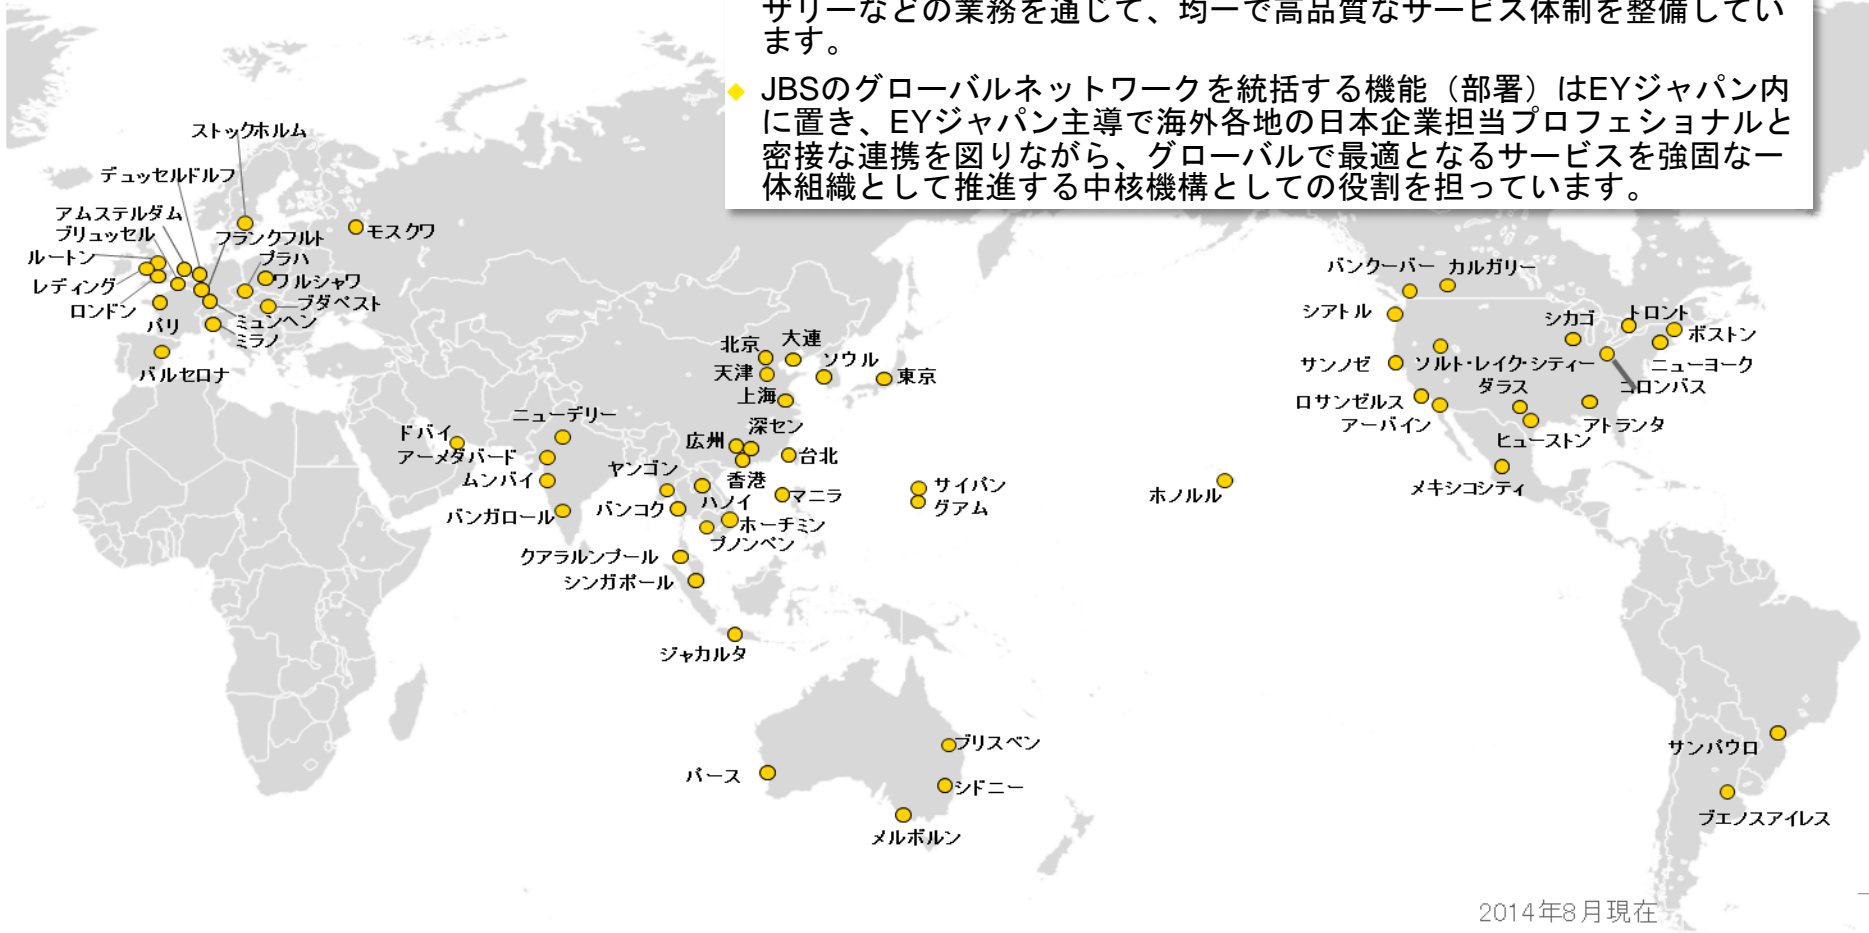 サリーなどの業務を通じて、均一で高品質なサービス体制を整備してい
ます。
◆ JBSのグローバルネットワークを統括する機能（部署）はEYジャパン内
に置き、EYジャパン主導で海外各地の日本企業担当プロフェショナルと
密接な連携を図りながら、グローバルで最適となるサービスを強固な一
体組織として推進する中核機構としての役割を担っています。
ストックホルム
デュッセルドルフ
アムステルダム
ブリュッセル
ルートン
レディング
ロンドン
パリ
バルセロナ
フランクフルト
プラハ
ワルシャワ
ブダペスト
ミュンヘン
ミラノ
モスクワ
ドバイ
アーメダバード
ムンバイ
バンガロール
ニューデリー
北京
大連
天津
ソウル
東京
上海
深セン
広州
香港
台北
ヤンゴン
ハノイ
マニラ
バンコク
ホーチミン
プノンペン
クアラルンプール
シンガポール
ジャカルタ
サイパン
グアム
ホノルル
バンクーバー
カルガリー
シアトル
シカゴ
トロント
ボストン
サンノゼ
ソルト・レイク・シティー
ニューヨーク
コロンバス
ダラス
ロサンゼルス
アーバイン
アトランタ
ヒューストン
メキシコシティ
ブリスベン
パース
シドニー
メルボルン
サンパウロ
ブエノスアイレス
2014年8月現在